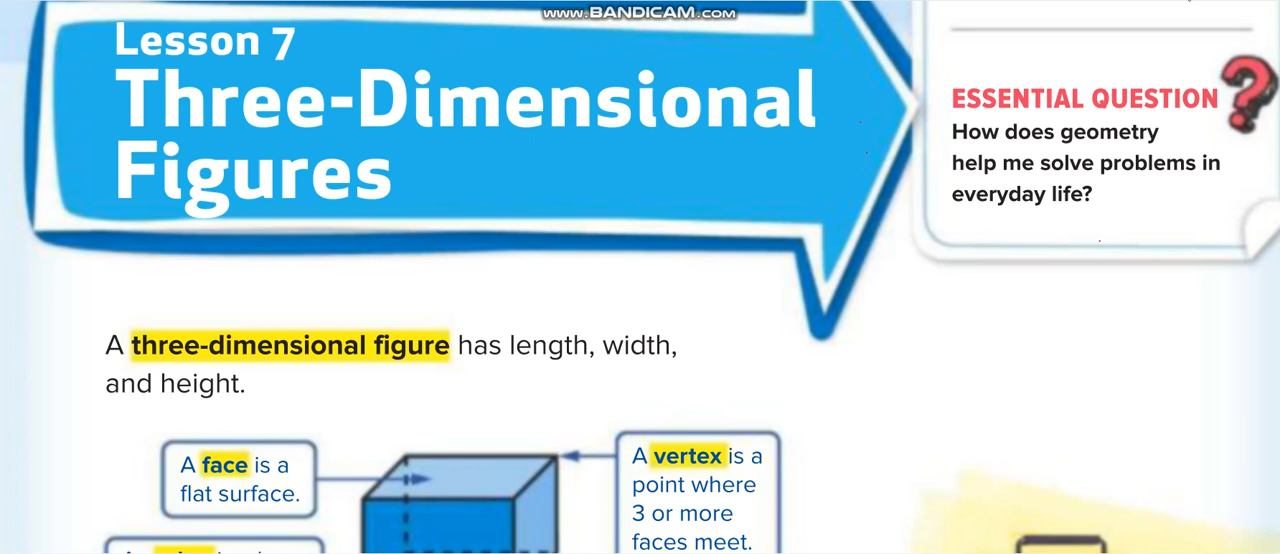 www.BANDICAM.com
Lesson 7
Three-Dimensional
Figures
ESSENTIAL QUESTION
How does geometry
help me solve problems in
everyday life?
A three-dimensional figure has length, width,
and height.
A face is a
flat surface.
A vertex is a
point where
3 or more
faces meet.